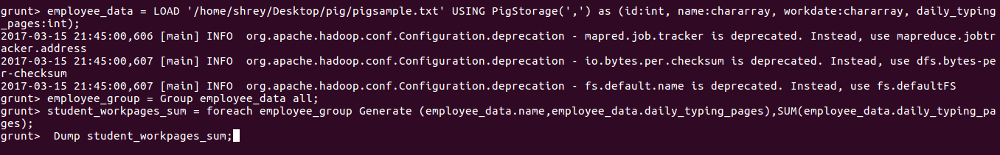 grunt> employee_data = LOAD '/home/shrey/Desktop/pig/pigsample.txt' USING PigStorage(',') as (id:int, name:chararray, workdate:chararray, daily_typing
_pages:int);
2017-03-15 21:45:00,606 [main] INFO  org.apache.hadoop.conf.Configuration.deprecation - mapred.job.tracker is deprecated. Instead, use mapreduce.jobtr
acker.address
2017-03-15 21:45:00,607 [main] INFO  org.apache.hadoop.conf.Configuration.deprecation - io.bytes.per.checksum is deprecated. Instead, use dfs.bytes-pe
r-checksum
2017-03-15 21:45:00,607 [main] INFO  org.apache.hadoop.conf.Configuration.deprecation - fs.default.name is deprecated. Instead, use fs.defaultFS
grunt> employee_group = Group employee_data all;
grunt> student_workpages_sum = foreach employee_group Generate (employee_data.name,employee_data.daily_typing_pages),SUM(employee_data.daily_typing_pa
ges);
grunt>  Dump student_workpages_sum;